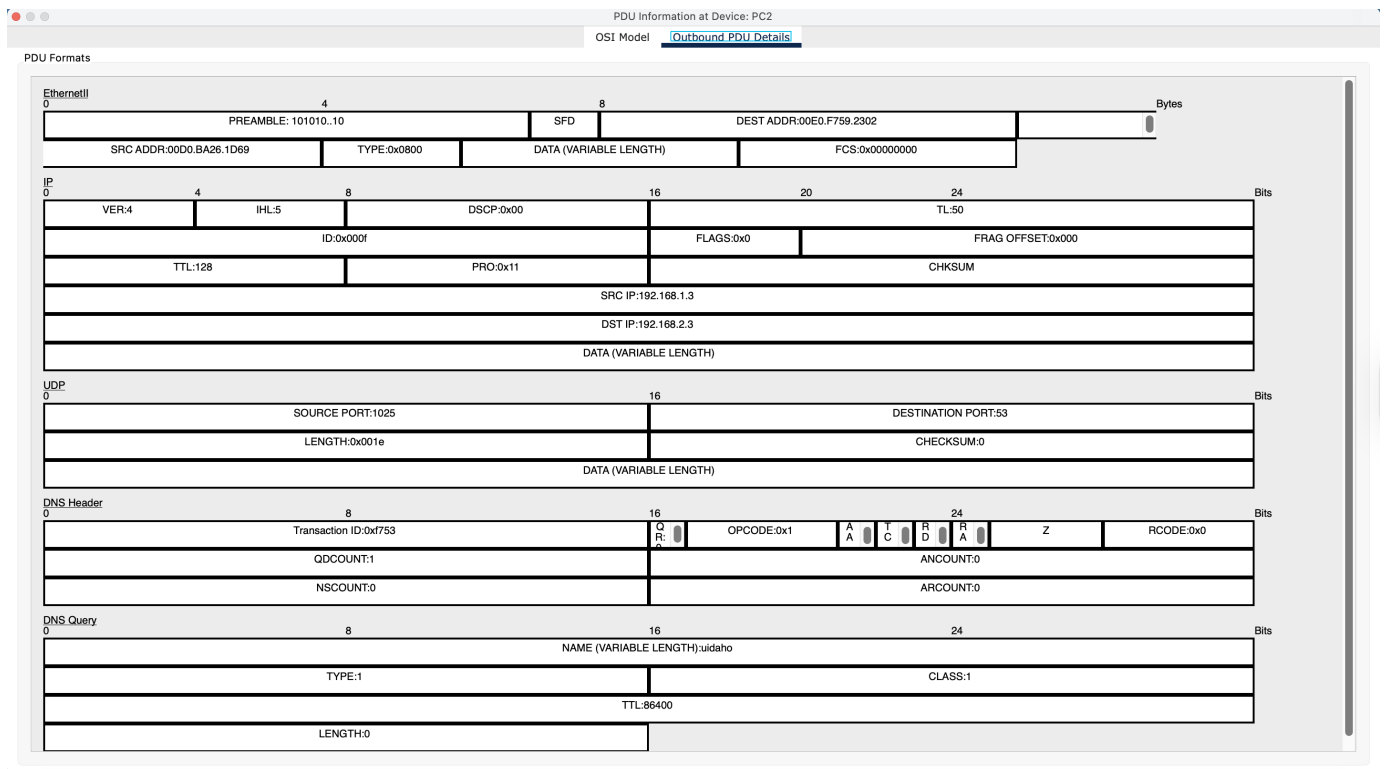 PDU Information at Device: PC2
OSI Model Outbound PDU Details
PDU Formats
EthernetII
0 4 8 Bytes
PREAMBLE: 101010..10 SFD DEST ADDR:00E0.F759.2302
SRC ADDR:00D0.BA26.1D69 TYPE:0x0800 DATA (VARIABLE LENGTH) FCS:0x00000000
IP
0 4 8 16 20 24 Bits
VER:4 IHL:5 DSCP:0x00 TL:50
ID:0x000f FLAGS:0x0 FRAG OFFSET:0x000
TTL:128 PRO:0x11 CHKSUM
SRC IP:192.168.1.3
DST IP:192.168.2.3
DATA (VARIABLE LENGTH)
UDP
0 16 Bits
SOURCE PORT:1025 DESTINATION PORT:53
LENGTH:0x001e CHECKSUM:0
DATA (VARIABLE LENGTH)
DNS Header
0 8 16 24 Bits
Transaction ID:0xf753 QR: OPCODE:0x1 AA TC RD RA Z RCODE:0x0
QDCOUNT:1 ANCOUNT:0
NSCOUNT:0 ARCOUNT:0
DNS Query
0 8 16 24 Bits
NAME (VARIABLE LENGTH):uidaho
TYPE:1 CLASS:1
TTL:86400
LENGTH:0